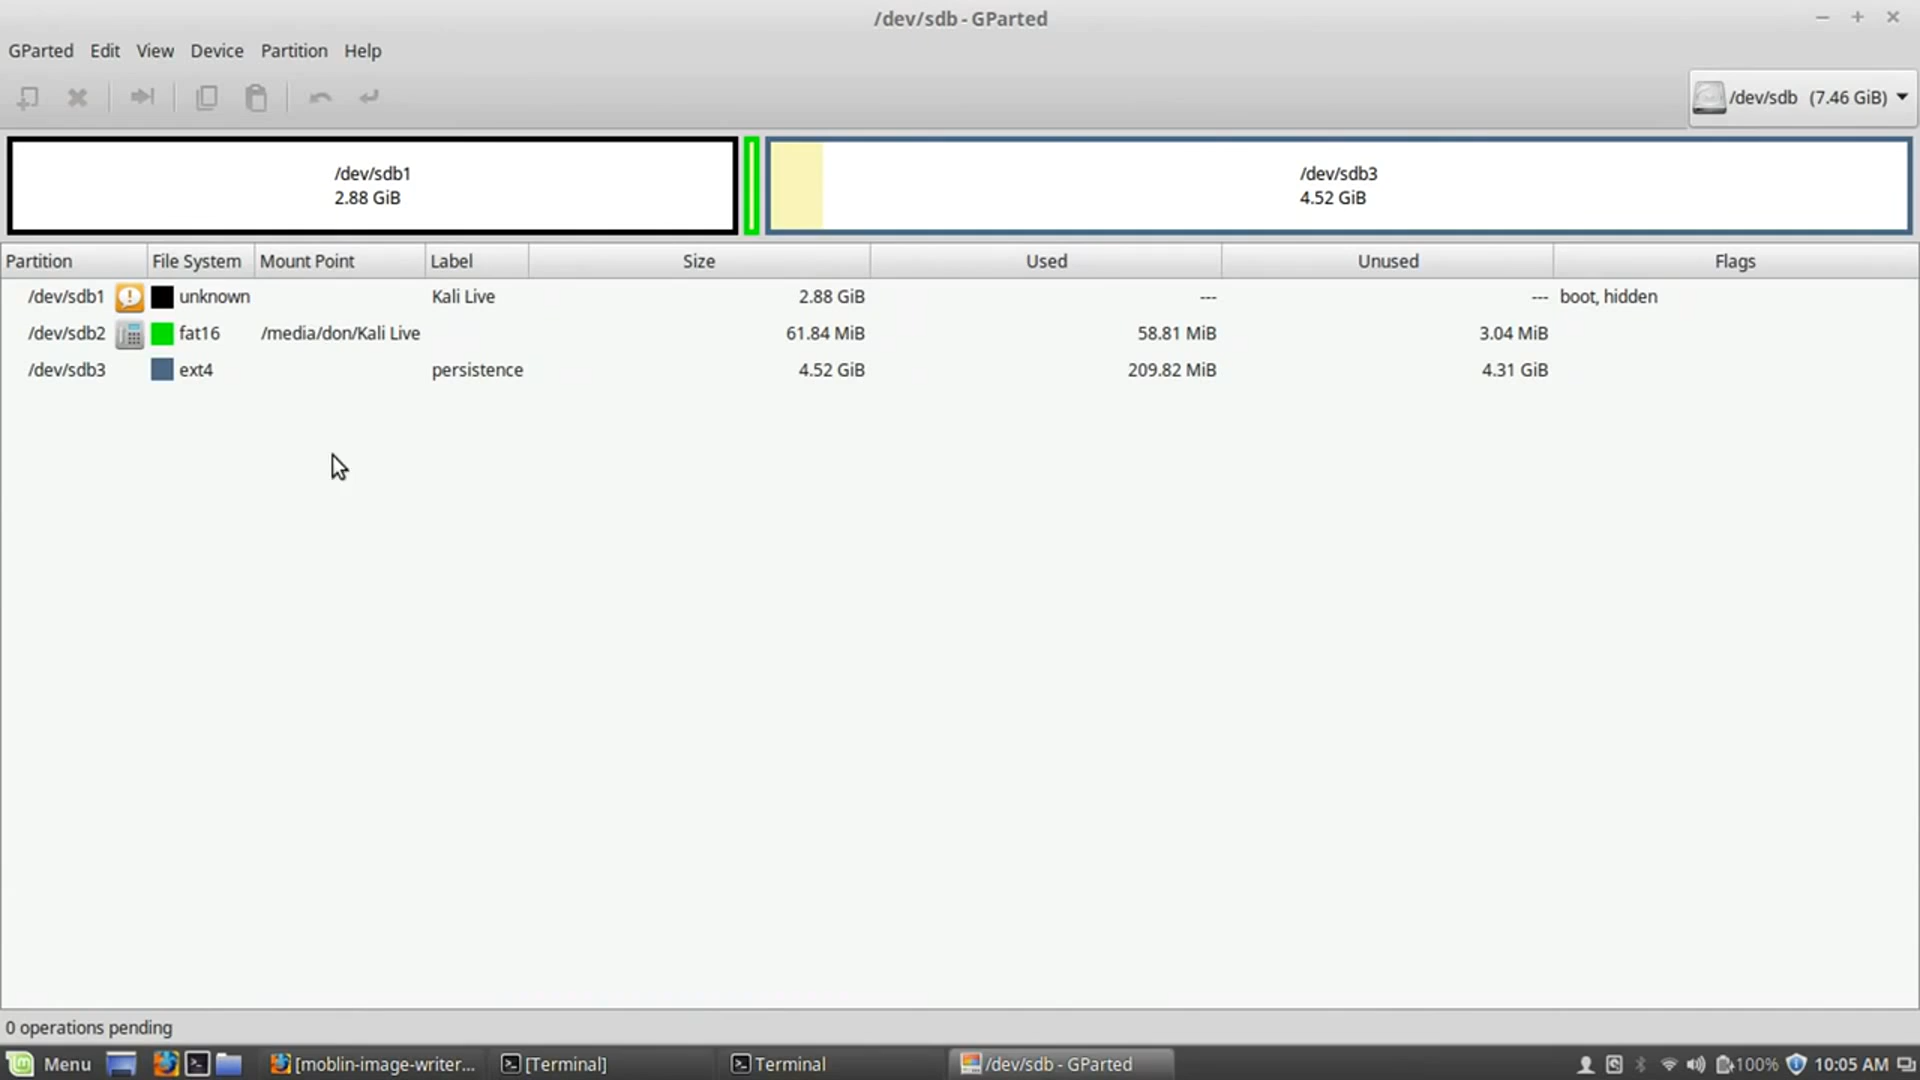 /dev/sdb - GParted
GParted Edit View Device Partition Help
/dev/sdb (7.46 GiB)
/dev/sdb1
2.88 GiB
/dev/sdb3
4.52 GiB
Partition File System Mount Point Label Size Used Unused Flags
/dev/sdb1 unknown Kali Live 2.88 GiB --- --- boot, hidden
/dev/sdb2 fat16 /media/don/Kali Live 61.84 MiB 58.81 MiB 3.04 MiB
/dev/sdb3 ext4 persistence 4.52 GiB 209.82 MiB 4.31 GiB
0 operations pending
Menu [moblin-image-writer... [Terminal] Terminal /dev/sdb - GParted 100% 10:05 AM